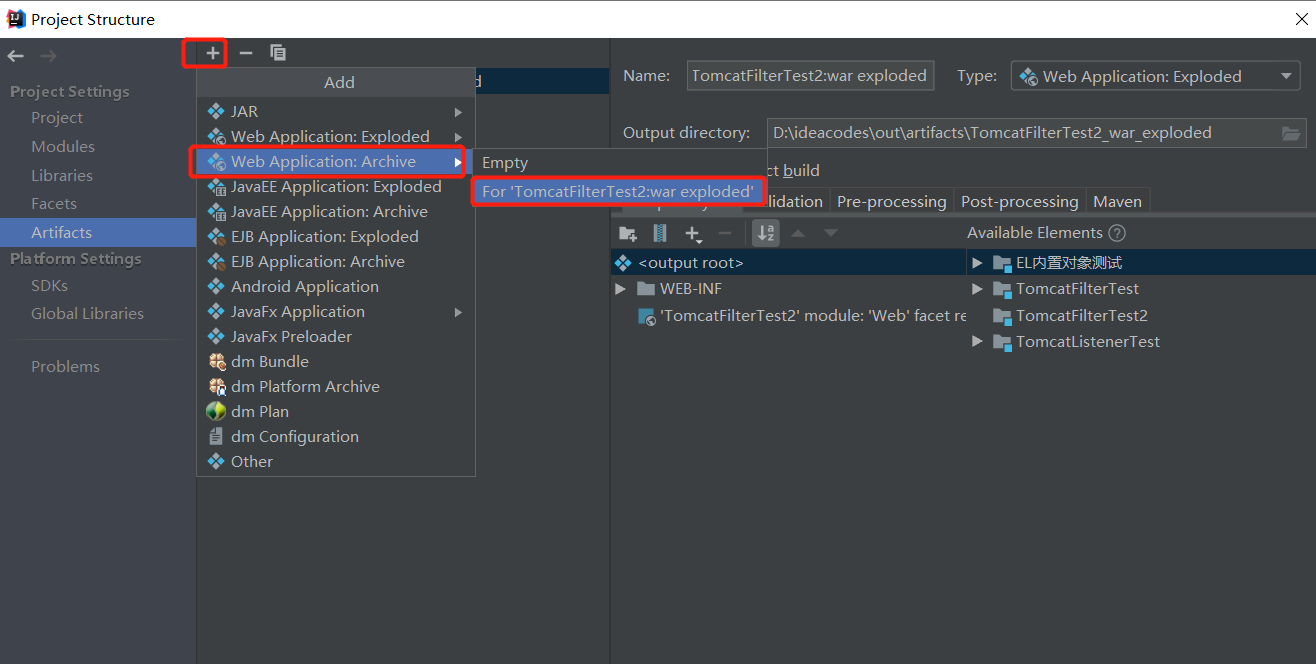 Project Structure
Project Settings
Project
Modules
Libraries
Facets
Artifacts
Platform Settings
SDKs
Global Libraries
Problems
Add
JAR
Web Application: Exploded
Web Application: Archive
JavaEE Application: Exploded
JavaEE Application: Archive
EJB Application: Exploded
EJB Application: Archive
Android Application
JavaFx Application
JavaFx Preloader
dm Bundle
dm Platform Archive
dm Plan
dm Configuration
Other
Empty
For 'TomcatFilterTest2:war exploded'
Name: TomcatFilterTest2:war exploded Type: Web Application: Exploded
Output directory: D:\ideacodes\out\artifacts\TomcatFilterTest2_war_exploded
build
Pre-processing Post-processing Maven
Available Elements
<output root>
WEB-INF
'TomcatFilterTest2' module: 'Web' facet re
EL内置对象测试
TomcatFilterTest
TomcatFilterTest2
TomcatListenerTest